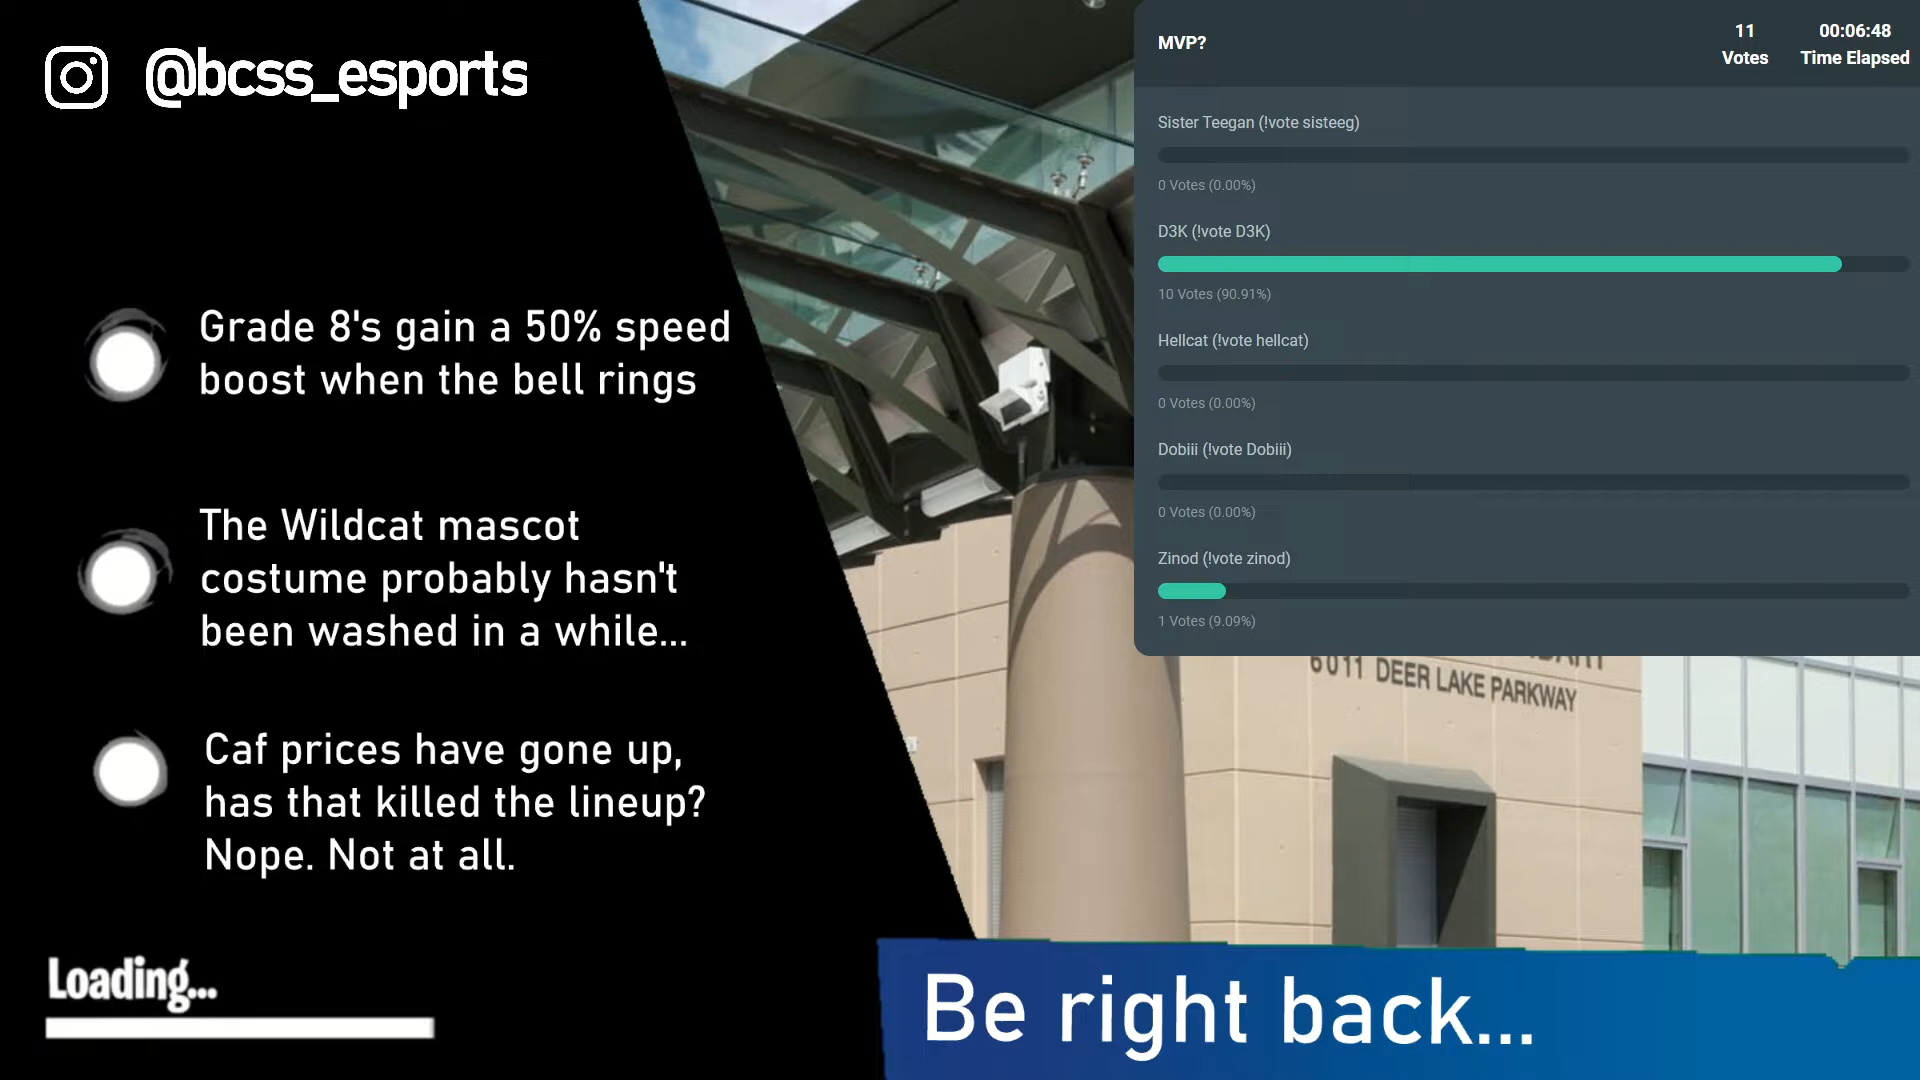 @bcss_esports
Grade 8's gain a 50% speed
boost when the bell rings
The Wildcat mascot
costume probably hasn't
been washed in a while...
Caf prices have gone up,
has that killed the lineup?
Nope. Not at all.
Loading...
MVP?
11
Votes
00:06:48
Time Elapsed
Sister Teegan (!vote sisteeg)
0 Votes (0.00%)
D3K (!vote D3K)
10 Votes (90.91%)
Hellcat (!vote hellcat)
0 Votes (0.00%)
Dobiii (!vote Dobiii)
0 Votes (0.00%)
Zinod (!vote zinod)
1 Votes (9.09%)
6011 DEER LAKE PARKWAY
Be right back...